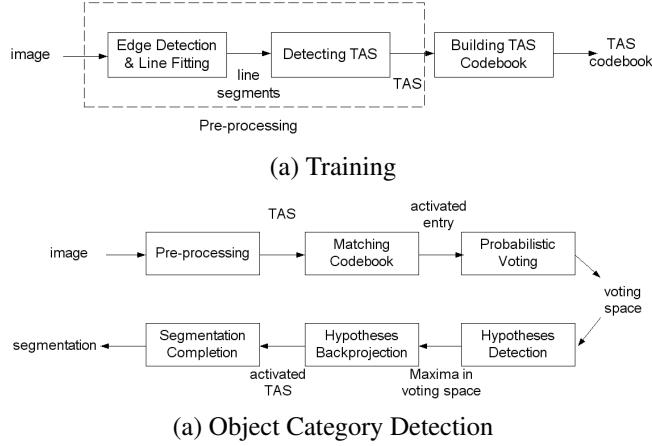 image
Edge Detection
& Line Fitting
line
segments
Detecting TAS
TAS
Building TAS
Codebook
TAS
codebook
Pre-processing
(a) Training
image
Pre-processing
TAS
Matching
Codebook
activated
entry
Probabilistic
Voting
voting
space
Hypotheses
Detection
Maxima in
voting space
Hypotheses
Backprojection
activated
TAS
Segmentation
Completion
segmentation
(a) Object Category Detection